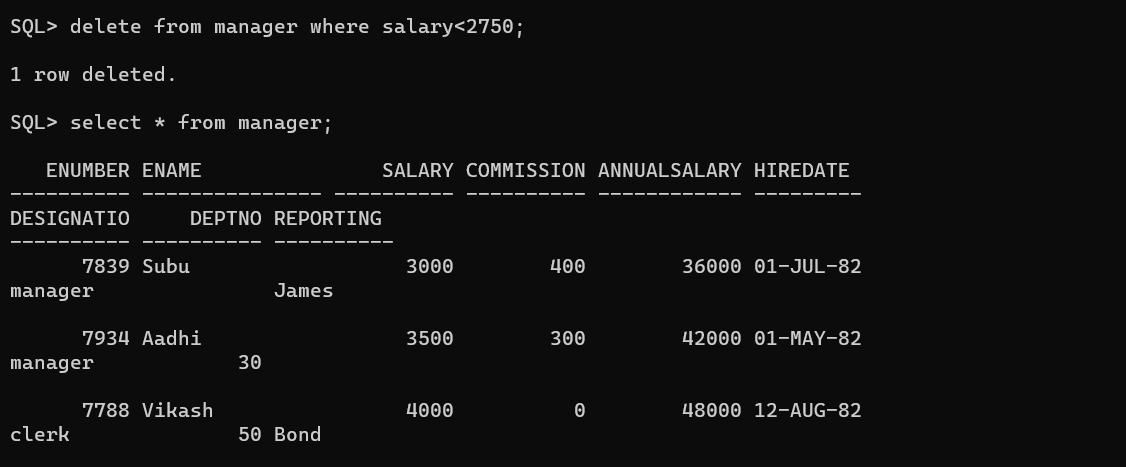 SQL> delete from manager where salary<2750;
1 row deleted.
SQL> select * from manager;
   ENUMBER ENAME               SALARY COMMISSION ANNUALSALARY HIREDATE
---------- --------------- ---------- ---------- ------------ ---------
DESIGNATIO     DEPTNO REPORTING
---------- ---------- ----------
      7839 Subu                  3000        400        36000 01-JUL-82
manager               James
      7934 Aadhi                 3500        300        42000 01-MAY-82
manager            30
      7788 Vikash                4000          0        48000 12-AUG-82
clerk              50 Bond